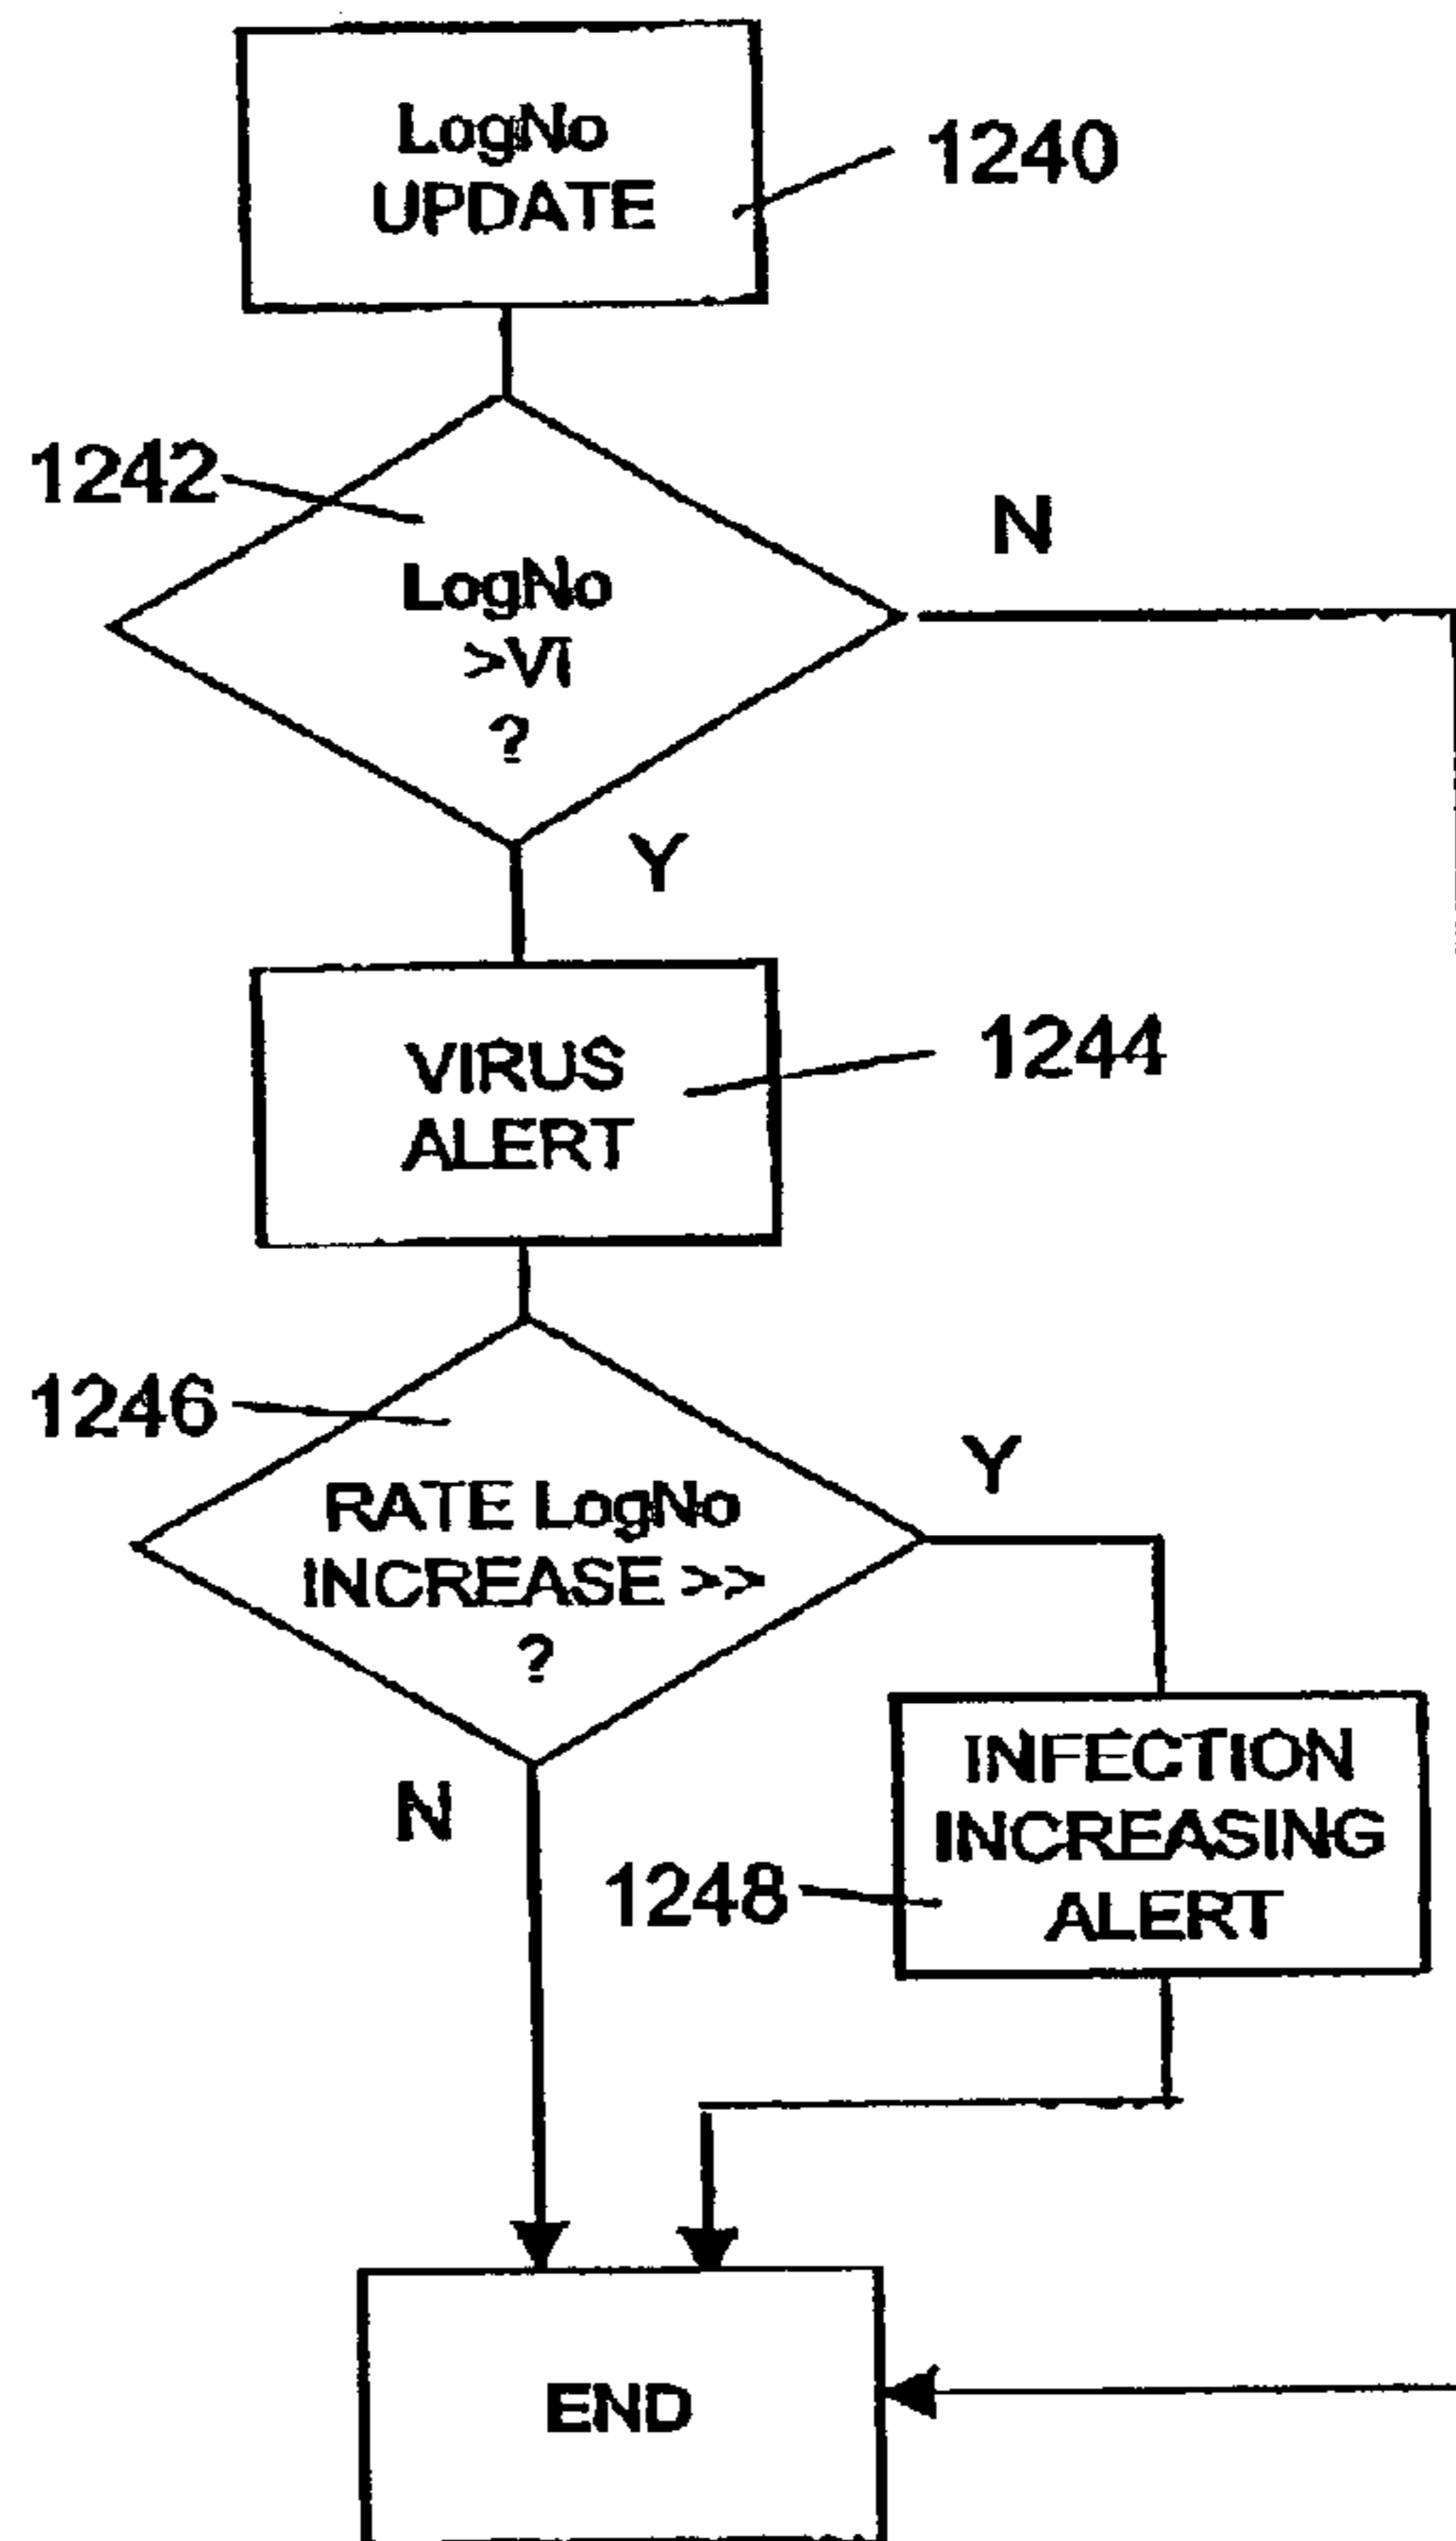 LogNo
UPDATE
1240
1242
LogNo
>Vi
?
N
Y
VIRUS
ALERT
1244
1246
RATE LogNo
INCREASE >>
?
Y
N
INFECTION
INCREASING
ALERT
1248
END